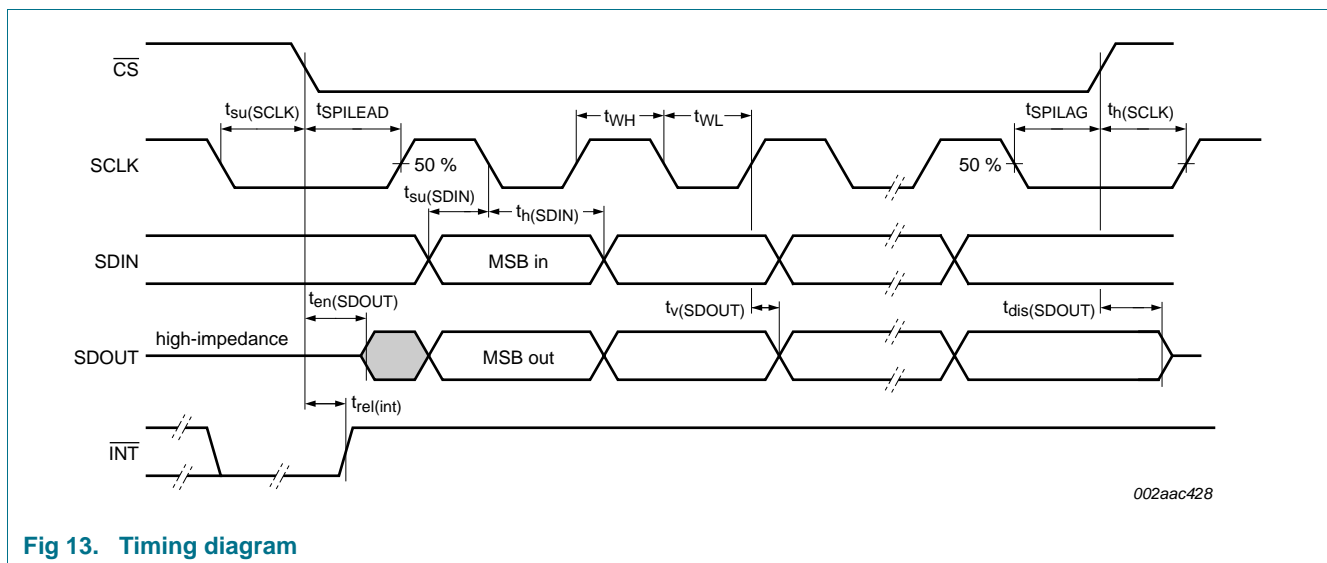 CS
tsu(SCLK) tSPILEAD tWH tWL tSPILAG th(SCLK)
SCLK 50 % 50 %
tsu(SDIN) th(SDIN)
SDIN MSB in
ten(SDOUT) tv(SDOUT) tdis(SDOUT)
SDOUT high-impedance MSB out
trel(int)
INT
002aac428
Fig 13. Timing diagram